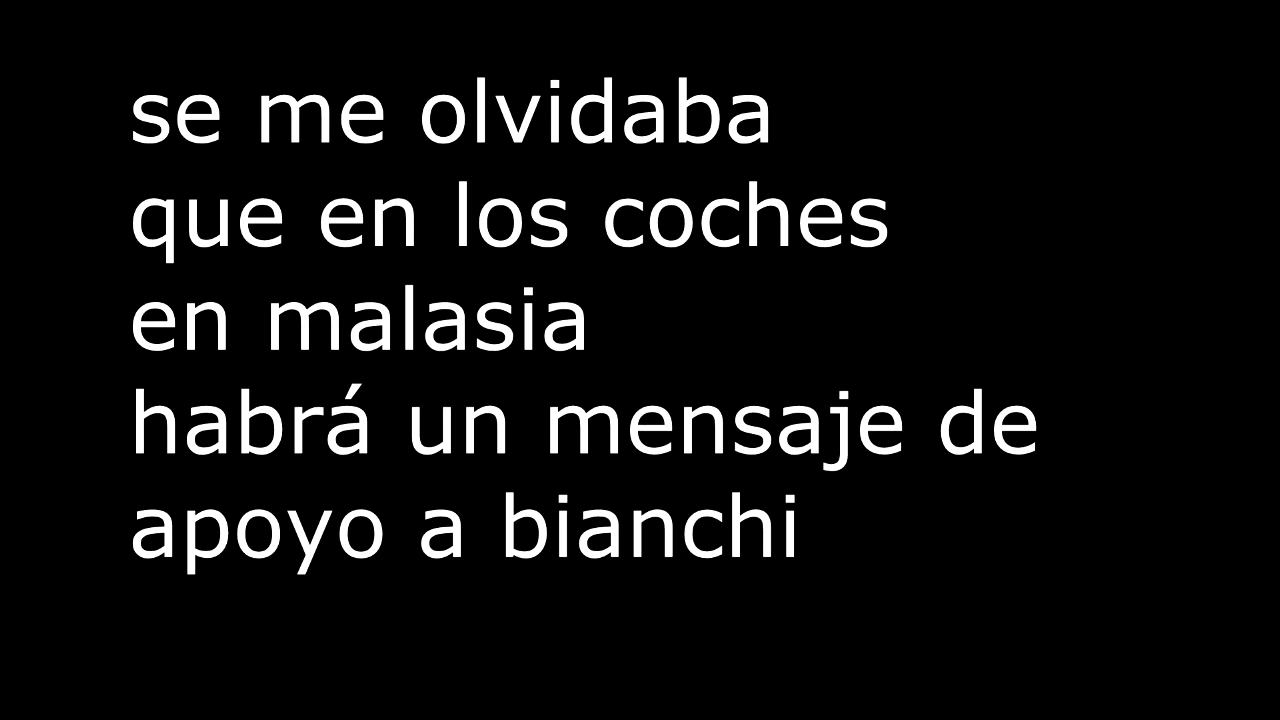 se me olvidaba
que en los coches
en malasia
habrá un mensaje de
apoyo a bianchi